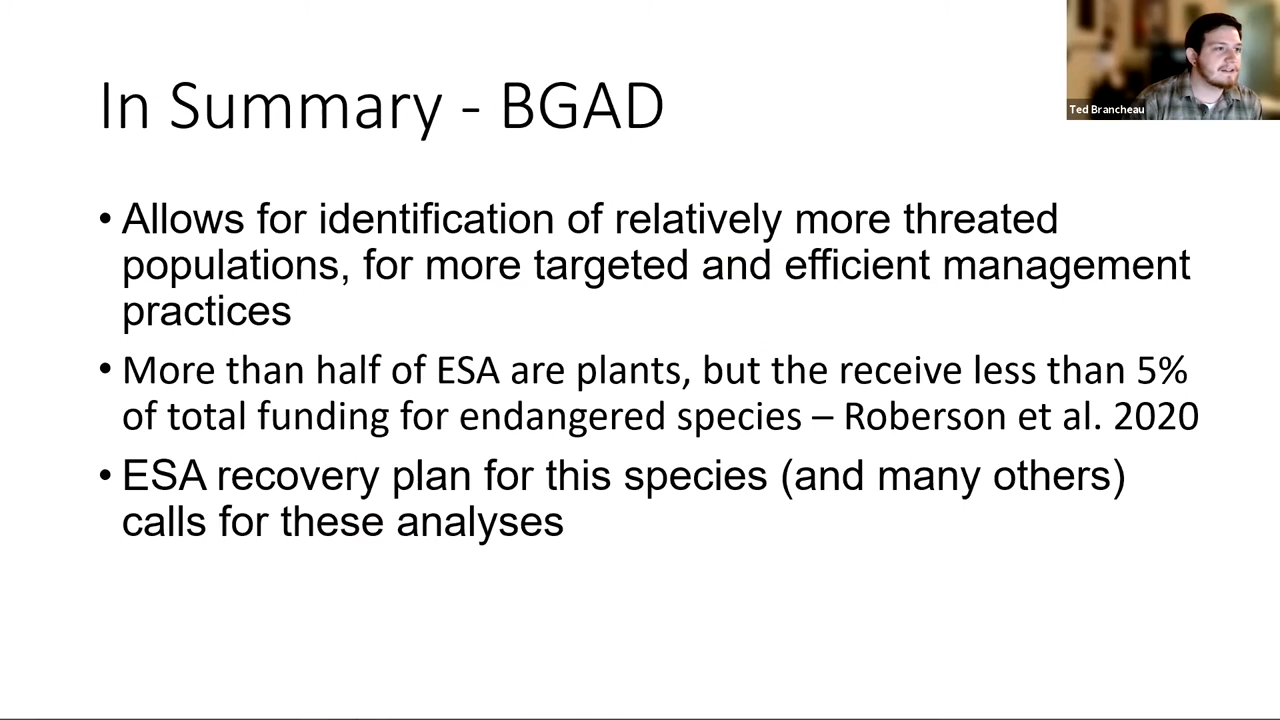 In Summary - BGAD
Ted Brancheau
• Allows for identification of relatively more threated
populations, for more targeted and efficient management
practices
• More than half of ESA are plants, but the receive less than 5%
of total funding for endangered species – Roberson et al. 2020
• ESA recovery plan for this species (and many others)
calls for these analyses